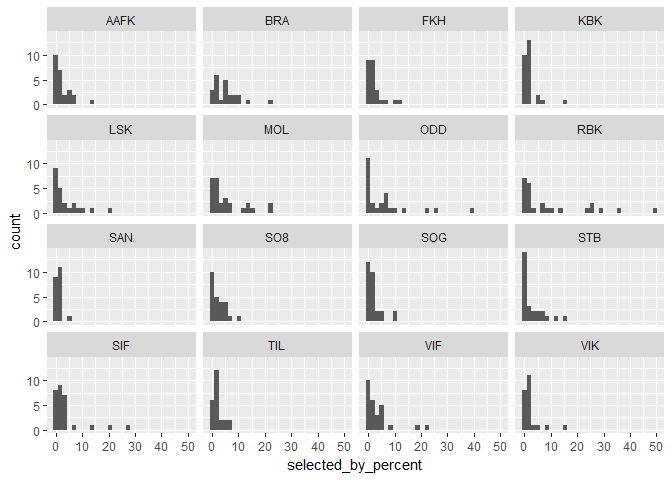 AAFK BRA FKH KBK
10
5
0
LSK MOL ODD RBK
10
5
0
count
SAN SO8 SOG STB
10
5
0
SIF TIL VIF VIK
10
5
0
0 10 20 30 40 50 0 10 20 30 40 50 0 10 20 30 40 50 0 10 20 30 40 50
selected_by_percent